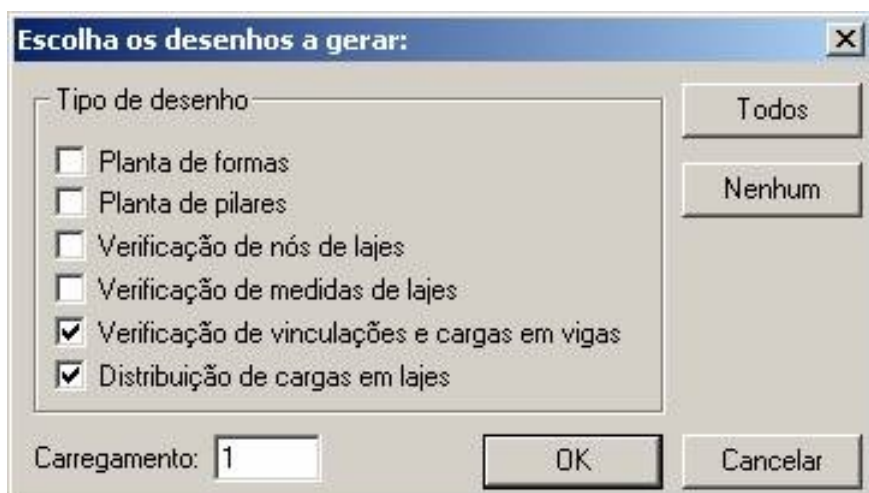 Escolha os desenhos a gerar:
Tipo de desenho
Planta de formas
Planta de pilares
Verificação de nós de lajes
Verificação de medidas de lajes
Verificação de vinculações e cargas em vigas
Distribuição de cargas em lajes
Todos
Nenhum
Carregamento: 1
OK
Cancelar